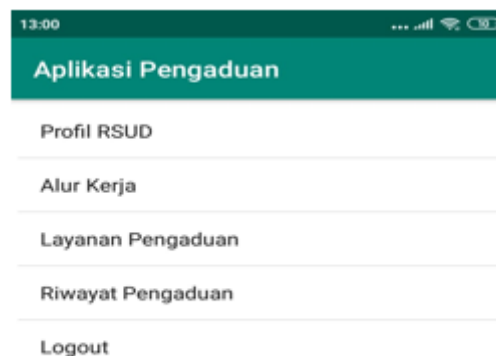 13:00
Aplikasi Pengaduan
Profil RSUD
Alur Kerja
Layanan Pengaduan
Riwayat Pengaduan
Logout